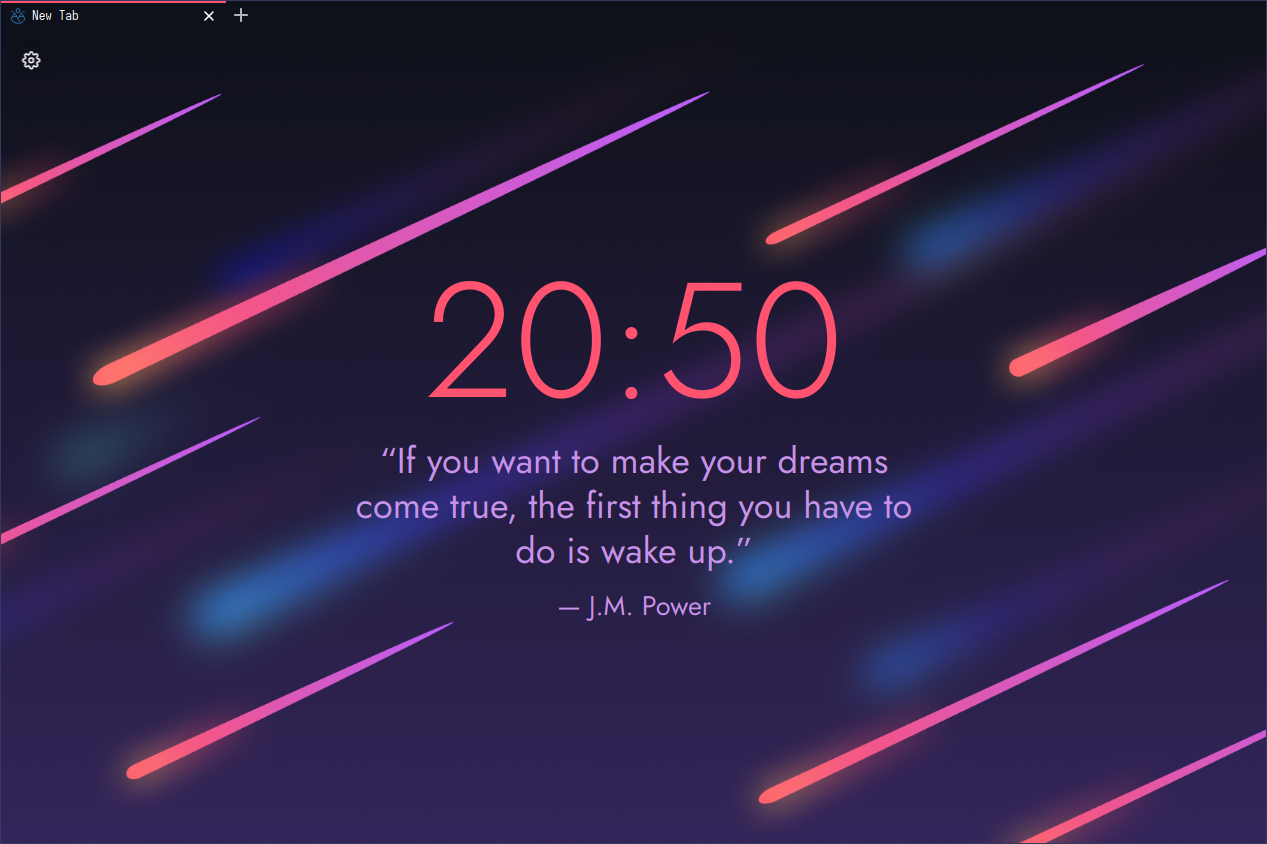 New Tab
20:50
“If you want to make your dreams
come true, the first thing you have to
do is wake up.”
— J.M. Power